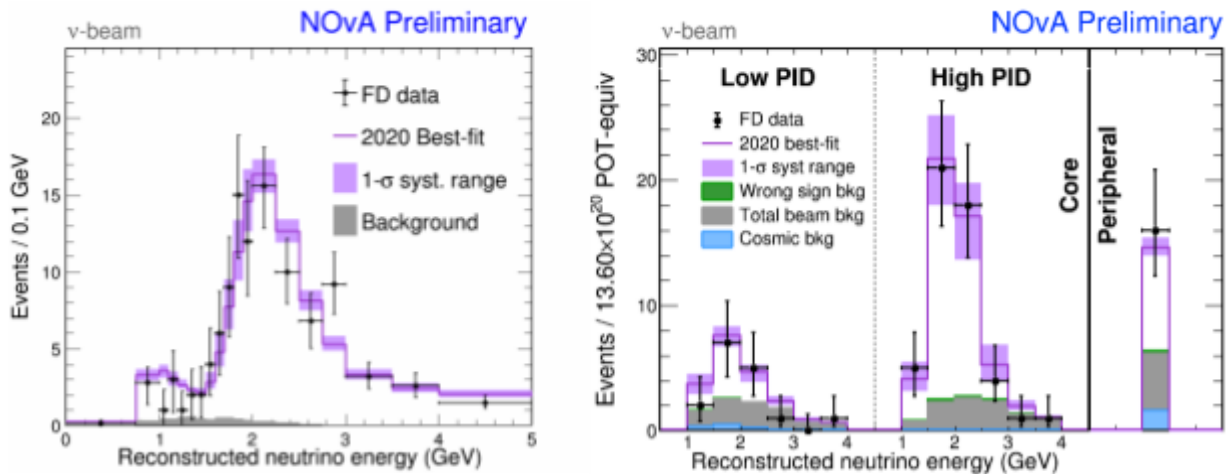 ν-beam
NOvA Preliminary
FD data
2020 Best-fit
1-σ syst. range
Background
Events / 0.1 GeV
20
15
10
5
0
0 1 2 3 4 5
Reconstructed neutrino energy (GeV)
ν-beam
NOvA Preliminary
Low PID
High PID
FD data
2020 best-fit
1-σ syst range
Wrong sign bkg
Total beam bkg
Cosmic bkg
Core
Peripheral
Events / 13.60×10²⁰ POT-equiv
30
20
10
0
1 2 3 4 1 2 3 4
Reconstructed neutrino energy (GeV)